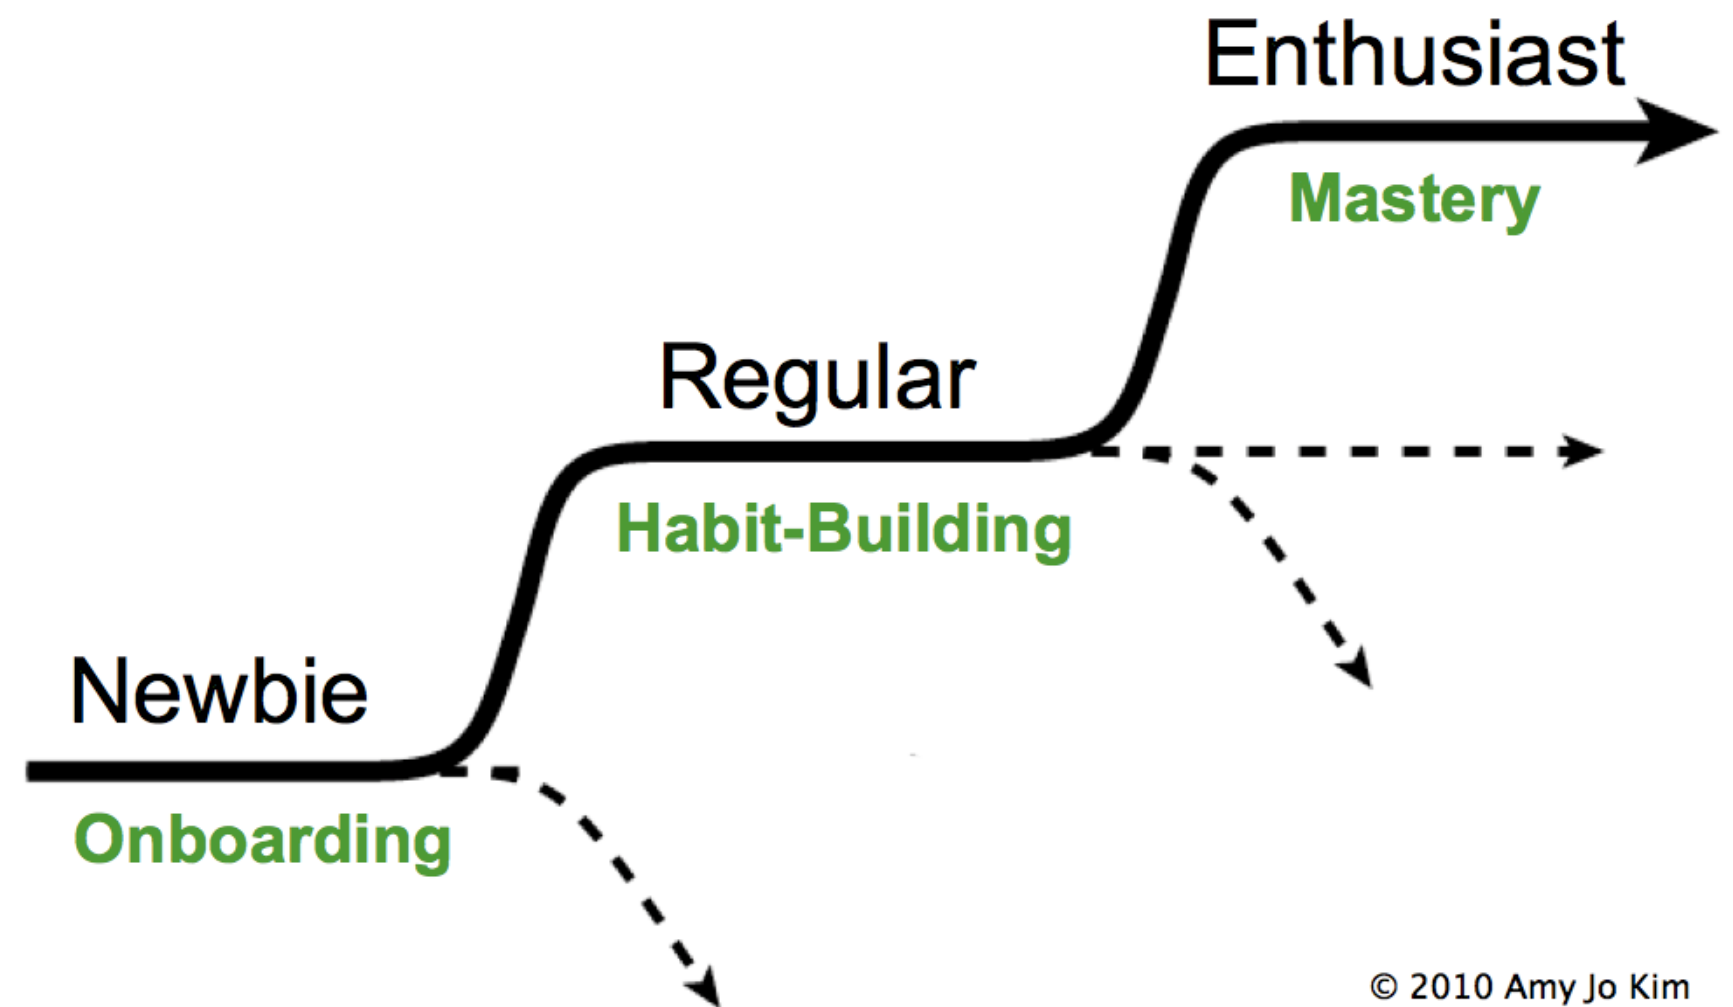 Enthusiast
Mastery
Regular
Habit-Building
Newbie
Onboarding
© 2010 Amy Jo Kim